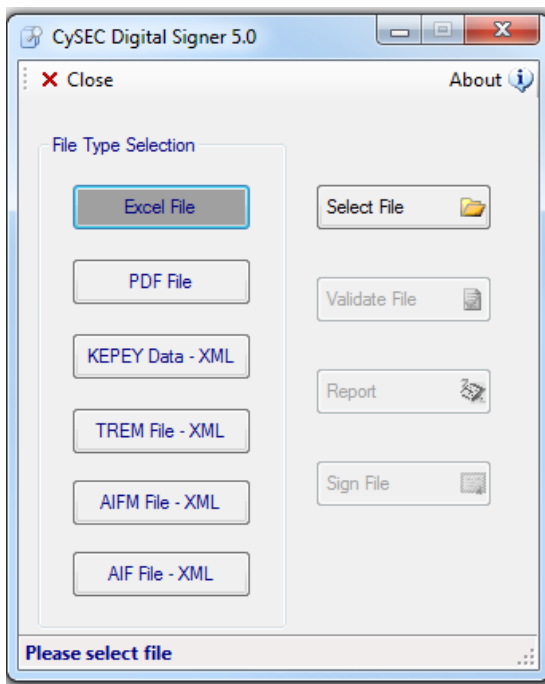 CySEC Digital Signer 5.0
Close
About
File Type Selection
Excel File
Select File
PDF File
Validate File
KEPEY Data - XML
Report
TREM File - XML
Sign File
AIFM File - XML
AIF File - XML
Please select file